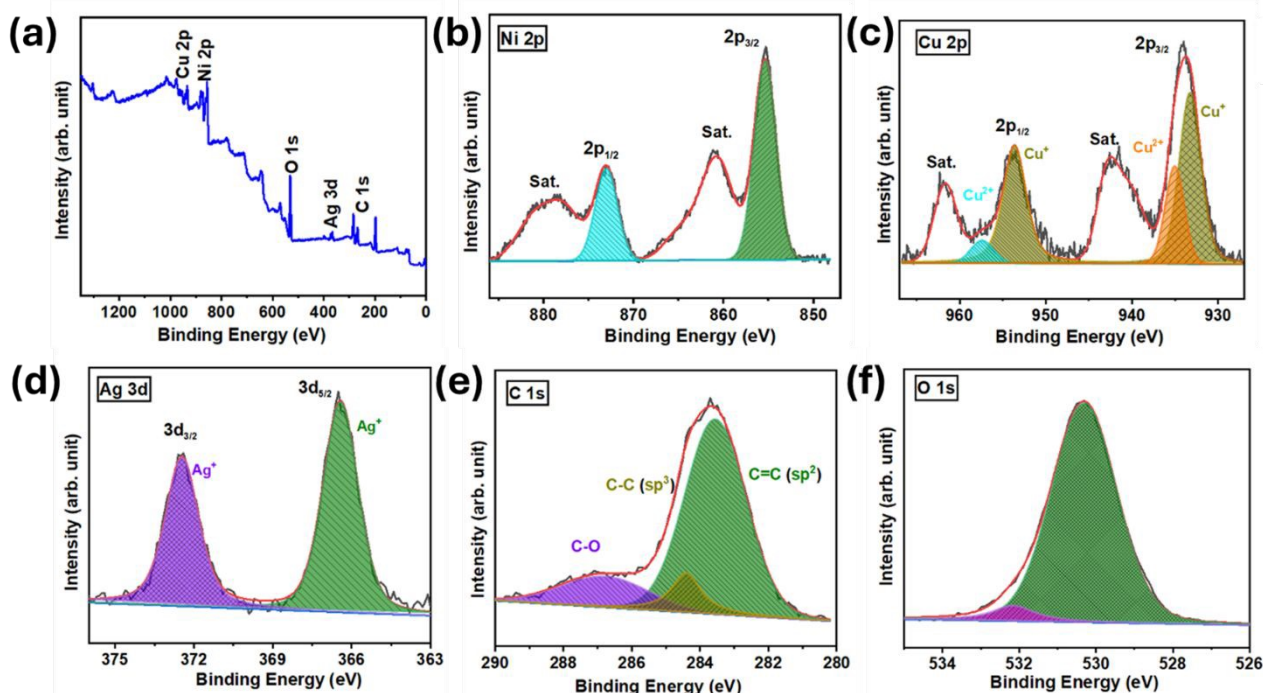 (a)
Cu 2p
Ni 2p
O 1s
Ag 3d
C 1s
Intensity (arb. unit)
1200 1000 800 600 400 200 0
Binding Energy (eV)
(b)
Ni 2p
2p3/2
Sat.
2p1/2
Sat.
Intensity (arb. unit)
880 870 860 850
Binding Energy (eV)
(c)
Cu 2p
2p3/2
Cu+
Cu2+
Sat.
2p1/2
Cu+
Sat.
Cu2+
Intensity (arb. unit)
960 950 940 930
Binding Energy (eV)
(d)
Ag 3d
3d5/2
Ag+
3d3/2
Ag+
Intensity (arb. unit)
375 372 369 366 363
Binding Energy (eV)
(e)
C 1s
C-C (sp3)
C=C (sp2)
C-O
Intensity (arb. unit)
290 288 286 284 282 280
Binding Energy (eV)
(f)
O 1s
Intensity (arb. unit)
534 532 530 528 526
Binding Energy (eV)